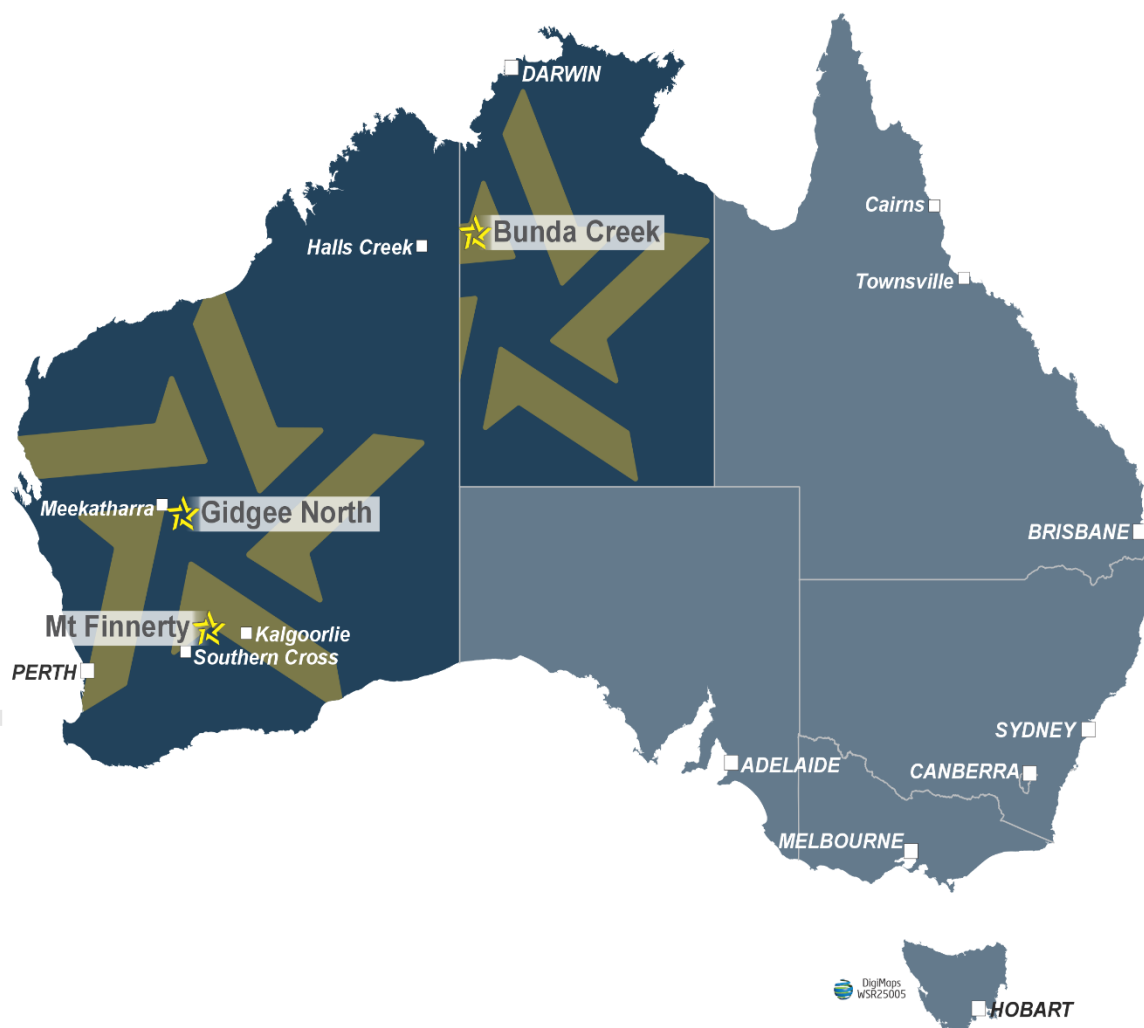 DARWIN
Cairns
Bunda Creek
Halls Creek
Townsville
Meekatharra
Gidgee North
BRISBANE
Mt Finnerty
Kalgoorlie
Southern Cross
PERTH
SYDNEY
ADELAIDE
CANBERRA
MELBOURNE
DigiMaps
WSR25005
HOBART